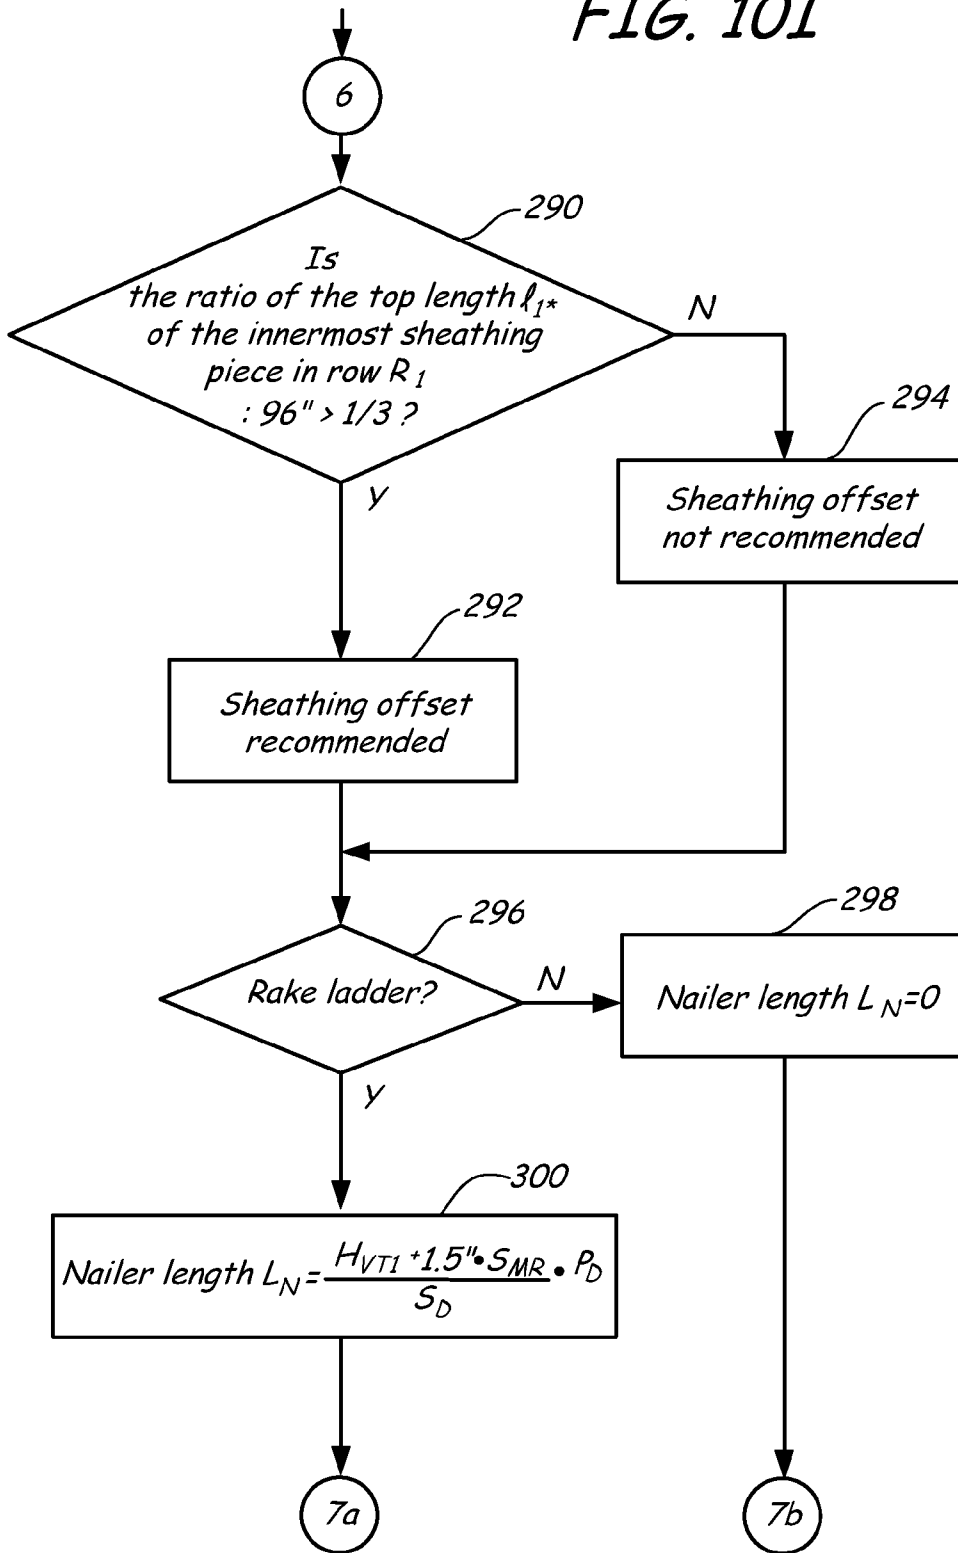 FIG. 10I
6
290
Is
the ratio of the top length ℓ1*
of the innermost sheathing
piece in row R1
: 96" > 1/3 ?
N
Y
294
Sheathing offset
not recommended
292
Sheathing offset
recommended
296
Rake ladder?
N
Y
298
Nailer length LN=0
300
Nailer length LN = (HVT1 + 1.5" • SMR) / SD • PD
7a
7b